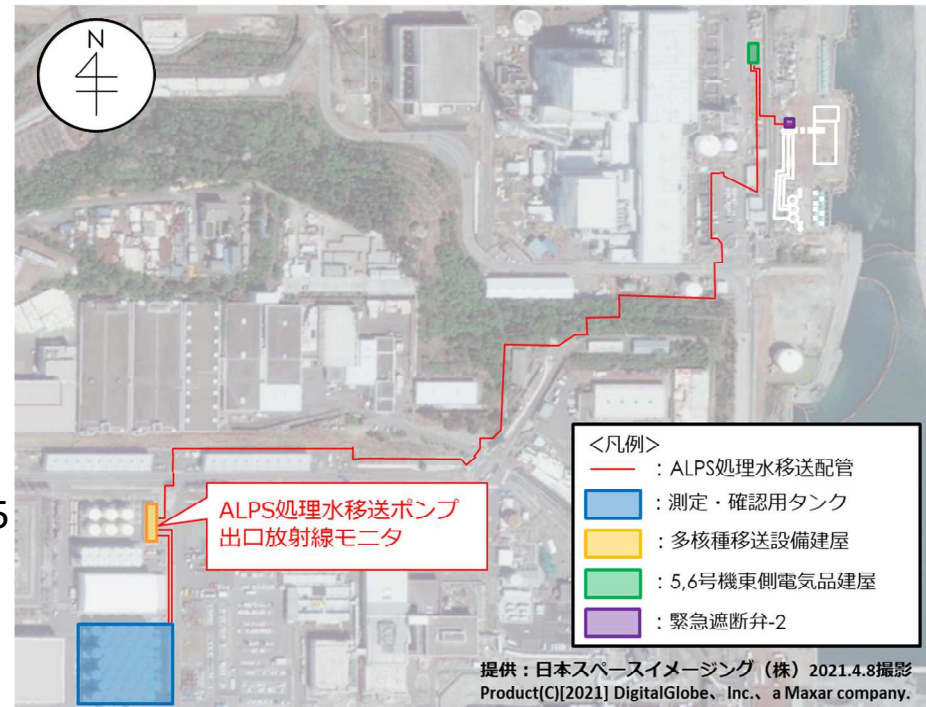 N
ALPS処理水移送ポンプ
出口放射線モニタ
5
<凡例>
：ALPS処理水移送配管
：測定・確認用タンク
：多核種移送設備建屋
：5,6号機東側電気品建屋
：緊急遮断弁-2
提供：日本スペースイメージング（株）2021.4.8撮影
Product(C)[2021] DigitalGlobe、Inc.、a Maxar company.